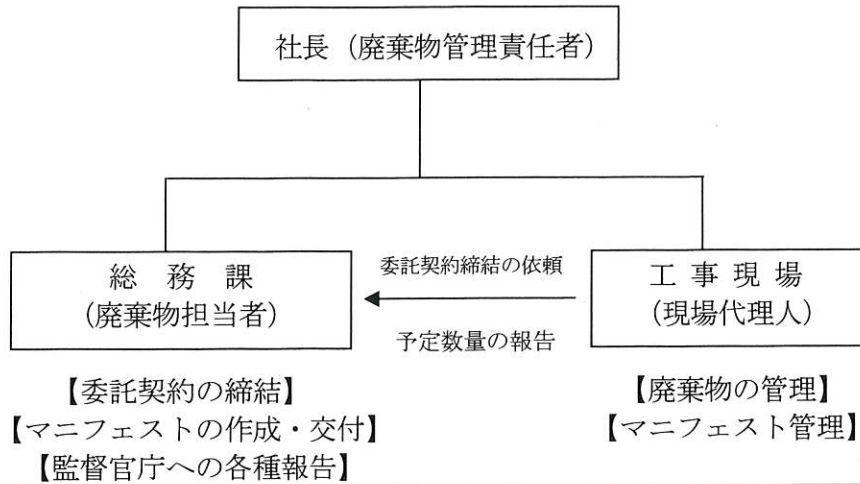 社長（廃棄物管理責任者）
総務課
（廃棄物担当者）
委託契約締結の依頼
予定数量の報告
工事現場
（現場代理人）
【委託契約の締結】
【マニフェストの作成・交付】
【監督官庁への各種報告】
【廃棄物の管理】
【マニフェスト管理】